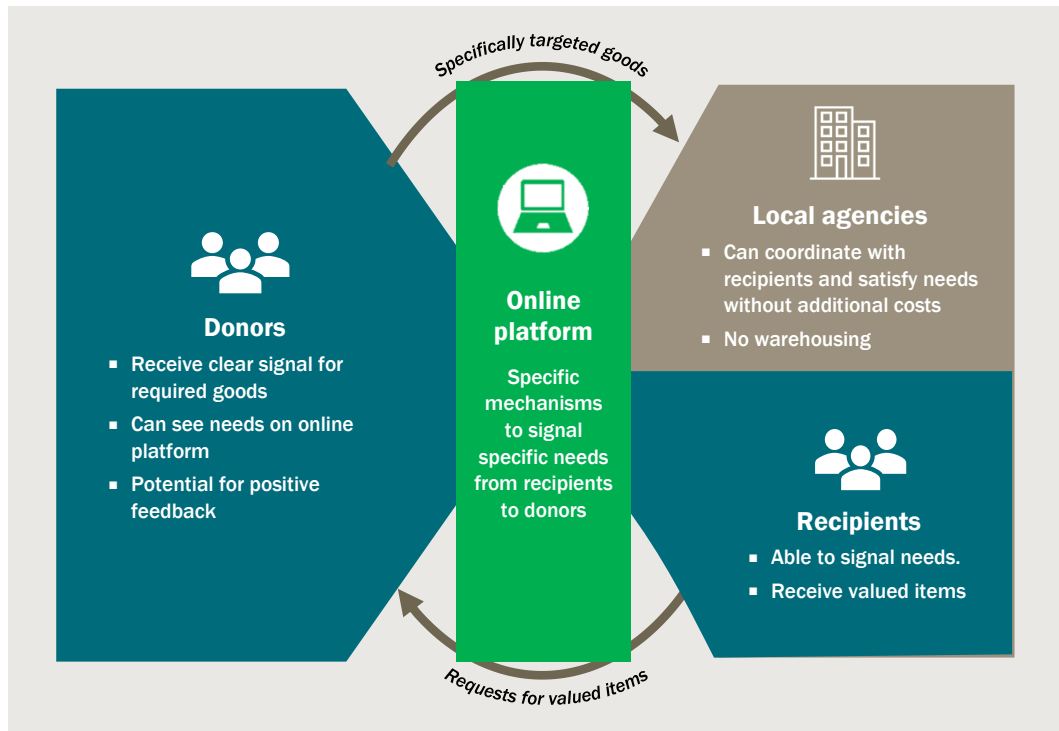 Specifically targeted goods
Donors
▪ Receive clear signal for
required goods
▪ Can see needs on online
platform
▪ Potential for positive
feedback
Online
platform
Specific
mechanisms
to signal
specific needs
from recipients
to donors
Local agencies
▪ Can coordinate with
recipients and satisfy needs
without additional costs
▪ No warehousing
Recipients
▪ Able to signal needs.
▪ Receive valued items
Requests for valued items